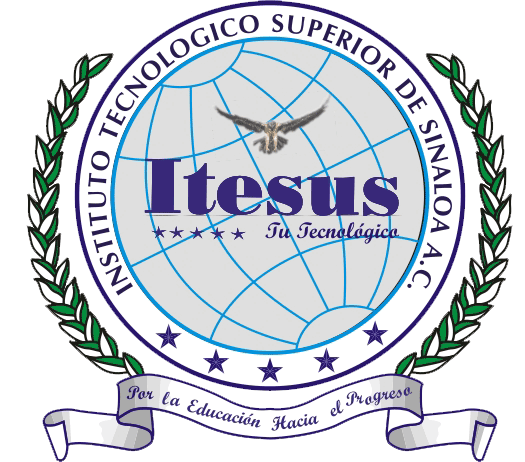 INSTITUTO TECNOLOGICO SUPERIOR DE SINALOA A.C.
Itesus
Tu Tecnológico
Por la Educación Hacia el Progreso